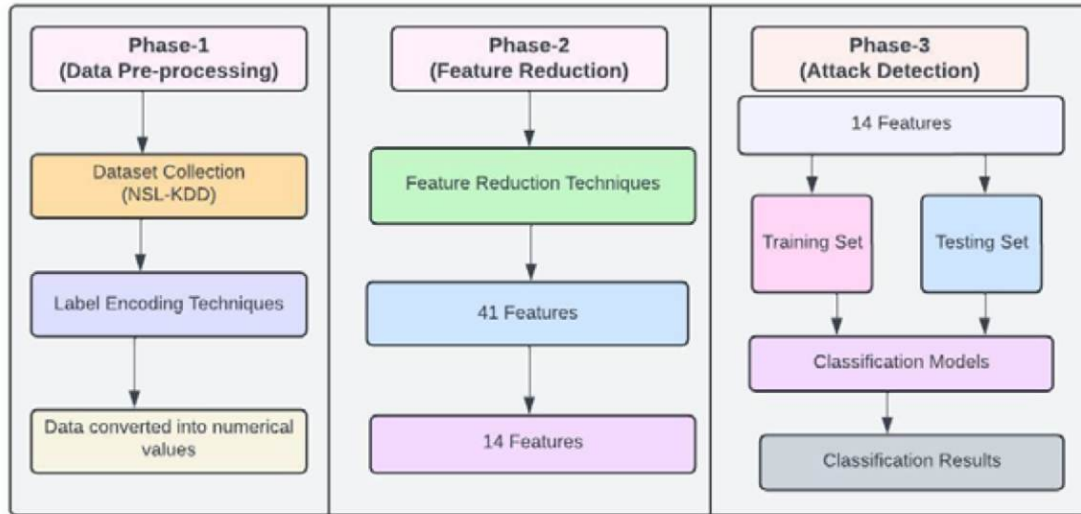 Phase-1
(Data Pre-processing)
Dataset Collection
(NSL-KDD)
Label Encoding Techniques
Data converted into numerical
values
Phase-2
(Feature Reduction)
Feature Reduction Techniques
41 Features
14 Features
Phase-3
(Attack Detection)
14 Features
Training Set
Testing Set
Classification Models
Classification Results